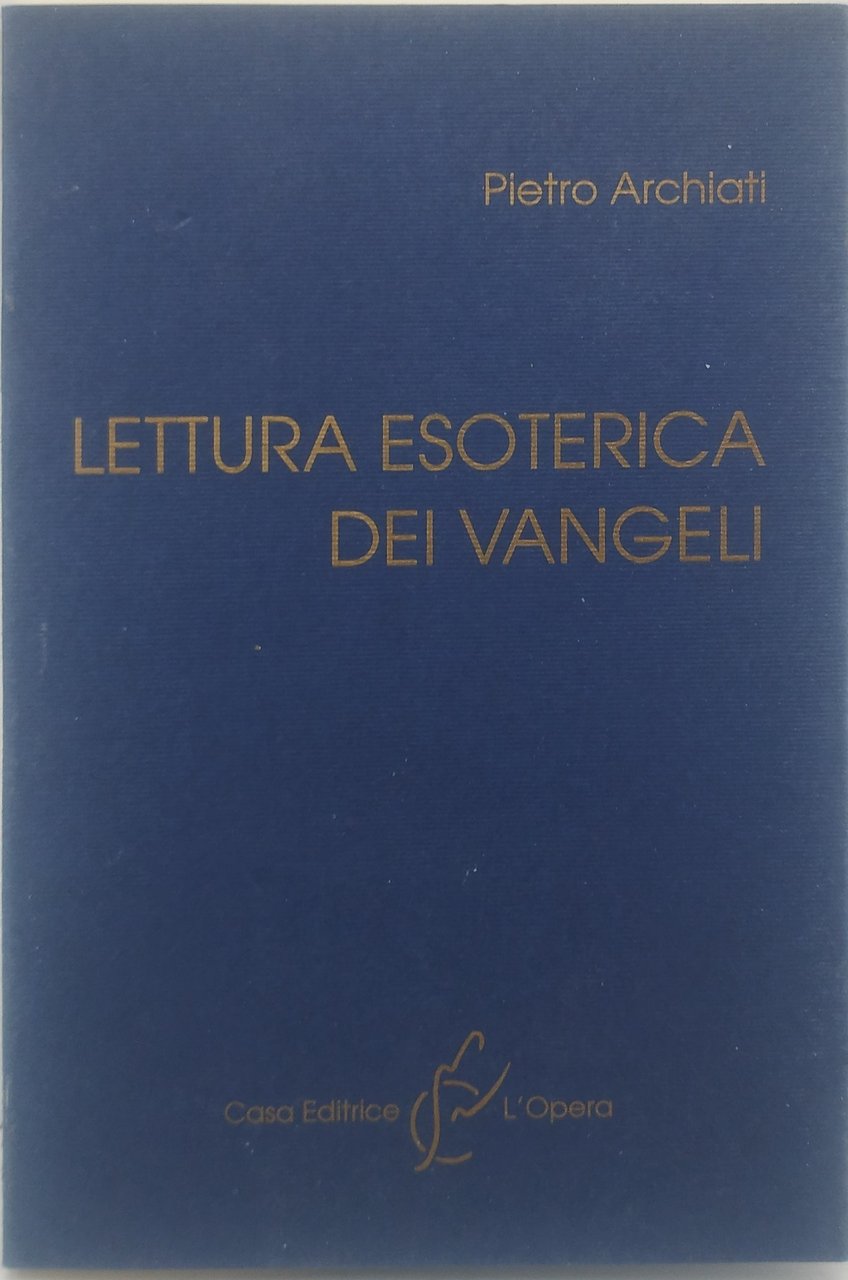 Pietro Archiati
LETTURA ESOTERICA
DEI VANGELI
Casa Editrice L'Opera